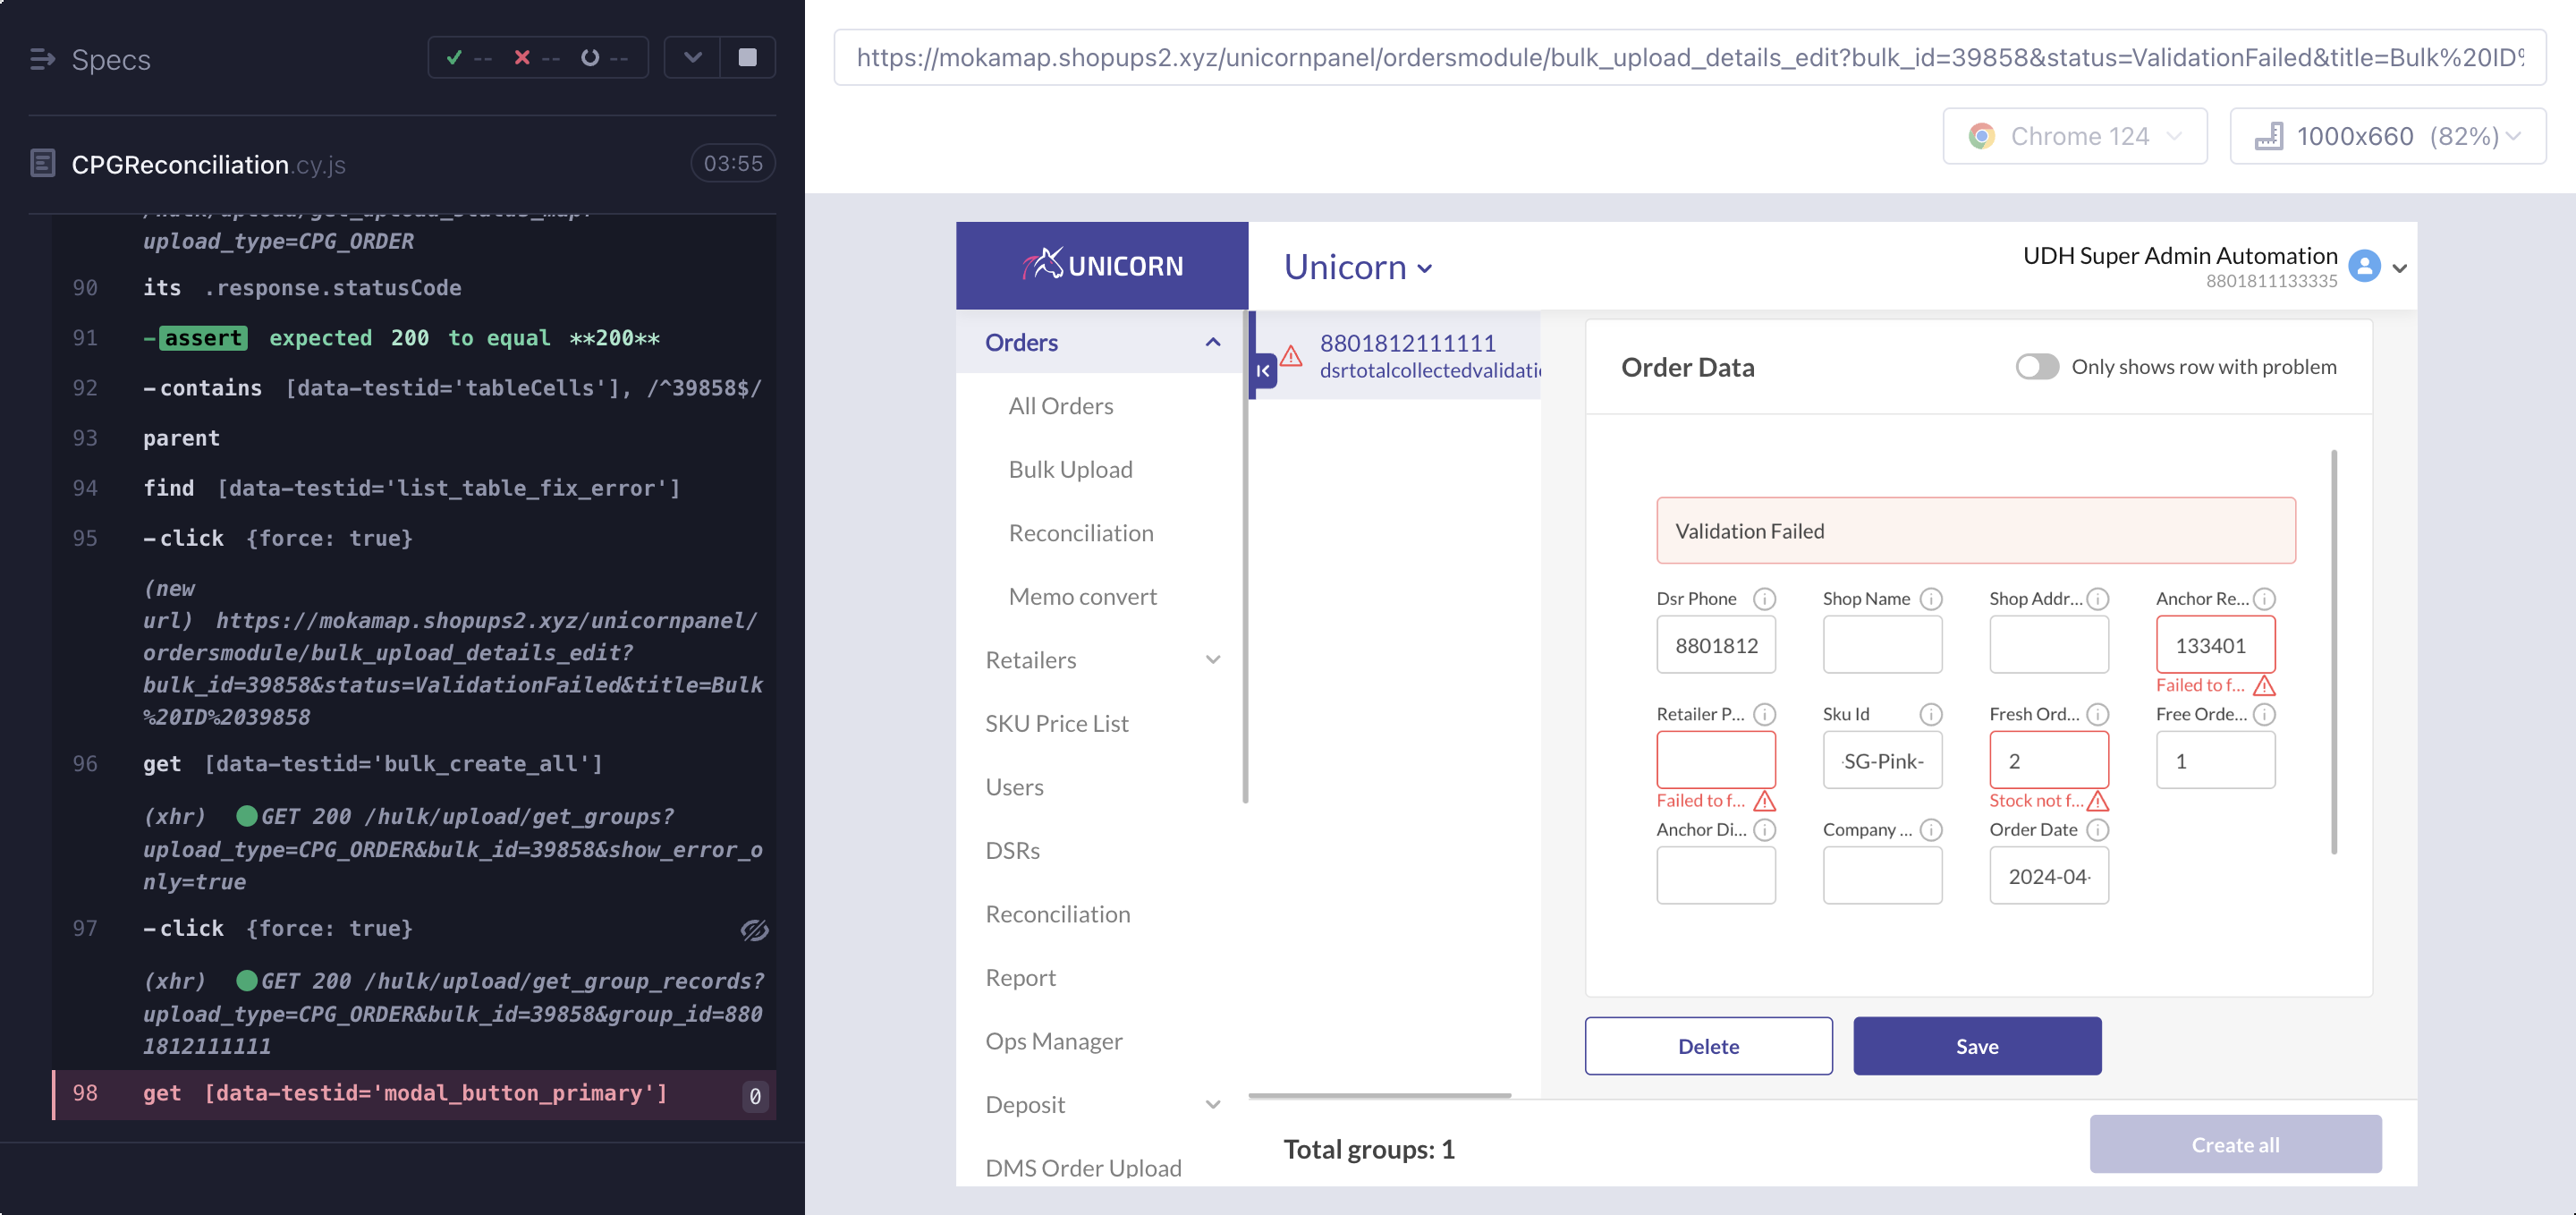 Specs
--
--
--
CPGReconciliation.cy.js
03:55
/hulk/upload/get_upload_status_map?
upload_type=CPG_ORDER
90 its .response.statusCode
91 -assert expected 200 to equal **200**
92 -contains [data-testid='tableCells'], /^39858$/
93 parent
94 find [data-testid='list_table_fix_error']
95 -click {force: true}
(new
url) https://mokamap.shopups2.xyz/unicornpanel/
ordersmodule/bulk_upload_details_edit?
bulk_id=39858&status=ValidationFailed&title=Bulk
%20ID%2039858
96 get [data-testid='bulk_create_all']
(xhr) GET 200 /hulk/upload/get_groups?
upload_type=CPG_ORDER&bulk_id=39858&show_error_o
nly=true
97 -click {force: true}
(xhr) GET 200 /hulk/upload/get_group_records?
upload_type=CPG_ORDER&bulk_id=39858&group_id=880
1812111111
98 get [data-testid='modal_button_primary'] 0
https://mokamap.shopups2.xyz/unicornpanel/ordersmodule/bulk_upload_details_edit?bulk_id=39858&status=ValidationFailed&title=Bulk%20ID%
Chrome 124
1000x660 (82%)
UNICORN
Unicorn
UDH Super Admin Automation
8801811133335
Orders
All Orders
Bulk Upload
Reconciliation
Memo convert
Retailers
SKU Price List
Users
DSRs
Reconciliation
Report
Ops Manager
Deposit
DMS Order Upload
8801812111111
dsrtotalcollectedvalidati
Order Data
Only shows row with problem
Validation Failed
Dsr Phone Shop Name Shop Addr... Anchor Re...
8801812 133401
Failed to f...
Retailer P... Sku Id Fresh Ord... Free Orde...
-SG-Pink- 2 1
Failed to f... Stock not f...
Anchor Di... Company ... Order Date
2024-04-
Delete
Save
Total groups: 1
Create all